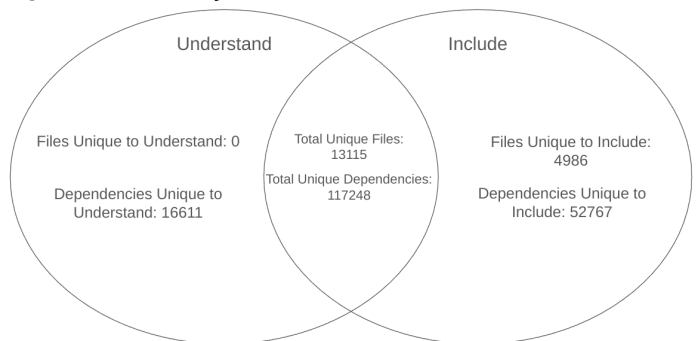 Understand
Include
Files Unique to Understand: 0
Dependencies Unique to
Understand: 16611
Total Unique Files:
13115
Total Unique Dependencies:
117248
Files Unique to Include:
4986
Dependencies Unique to
Include: 52767